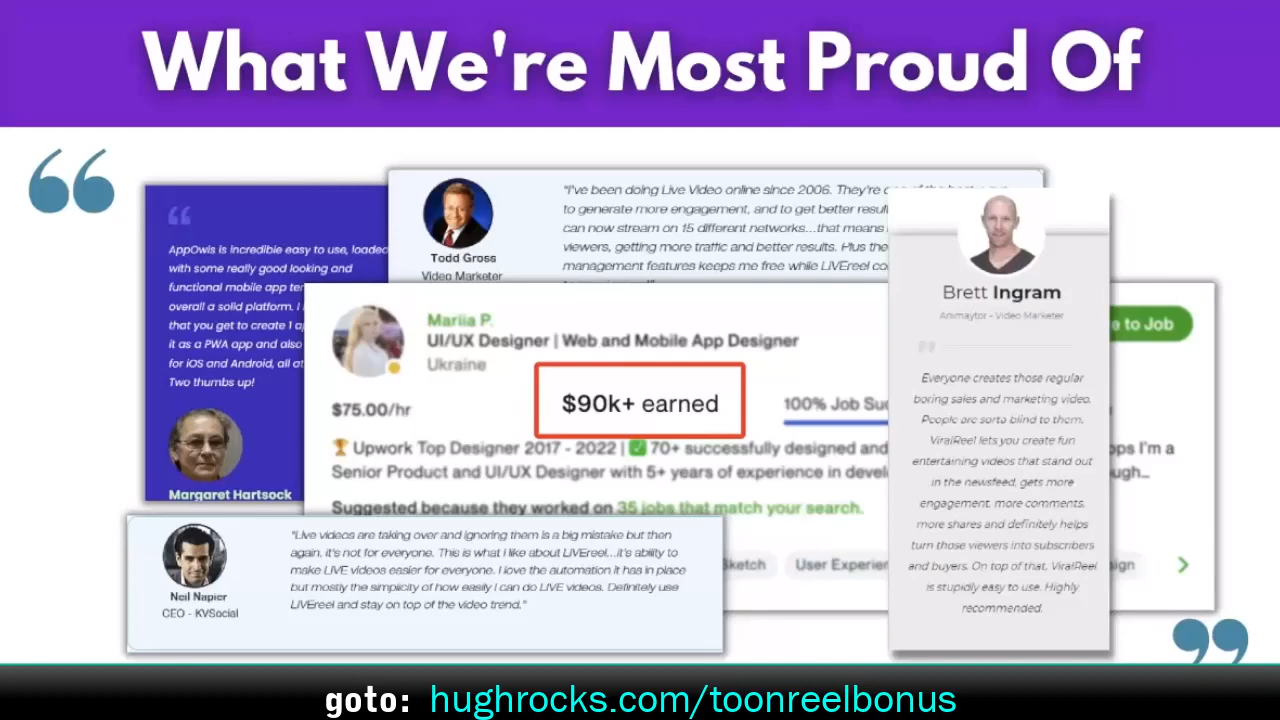 What We're Most Proud Of
“
“
AppOwls is incredible easy to use, loaded
with some really good looking and
functional mobile app
overall a solid platform. I
that you get to create 1
it as a PWA app and also
for iOS and Android, all
Two thumbs up!
Margaret Hartsock
Todd Gross
Video Marketer
"I've been doing Live Video online since 2006. They're
to generate more engagement, and to get better
can now stream on 15 different networks...that means
viewers, getting more traffic and better results. Plus the
management features keeps me free while LIVEreel
Mariia P.
UI/UX Designer | Web and Mobile App Designer
Ukraine
$75.00/hr
$90k+ earned
100% Job
to Job
Upwork Top Designer 2017 - 2022 | ✅ 70+ successfully designed and
I'm a
Senior Product and UI/UX Designer with 5+ years of experience in
Suggested because they worked on 35 jobs that match your search.
User
Neil Napier
CEO - KVSocial
"Live videos are taking over and ignoring them is a big mistake but then
again, it's not for everyone. This is what I like about LIVEreel...it's ability to
make LIVE videos easier for everyone. I love the automation it has in place
but mostly the simplicity of how easily I can do LIVE videos. Definitely use
LIVEreel and stay on top of the video trend."
Brett Ingram
Animaytor - Video Marketer
Everyone creates those regular
boring sales and marketing video.
People are sorta blind to them.
ViralReel lets you create fun
entertaining videos that stand out
in the newsfeed, gets more
engagement, more comments,
more shares and definitely helps
turn those viewers into subscribers
and buyers. On top of that, ViralReel
is stupidly easy to use. Highly
recommended.
”
goto: hughrocks.com/toonreelbonus